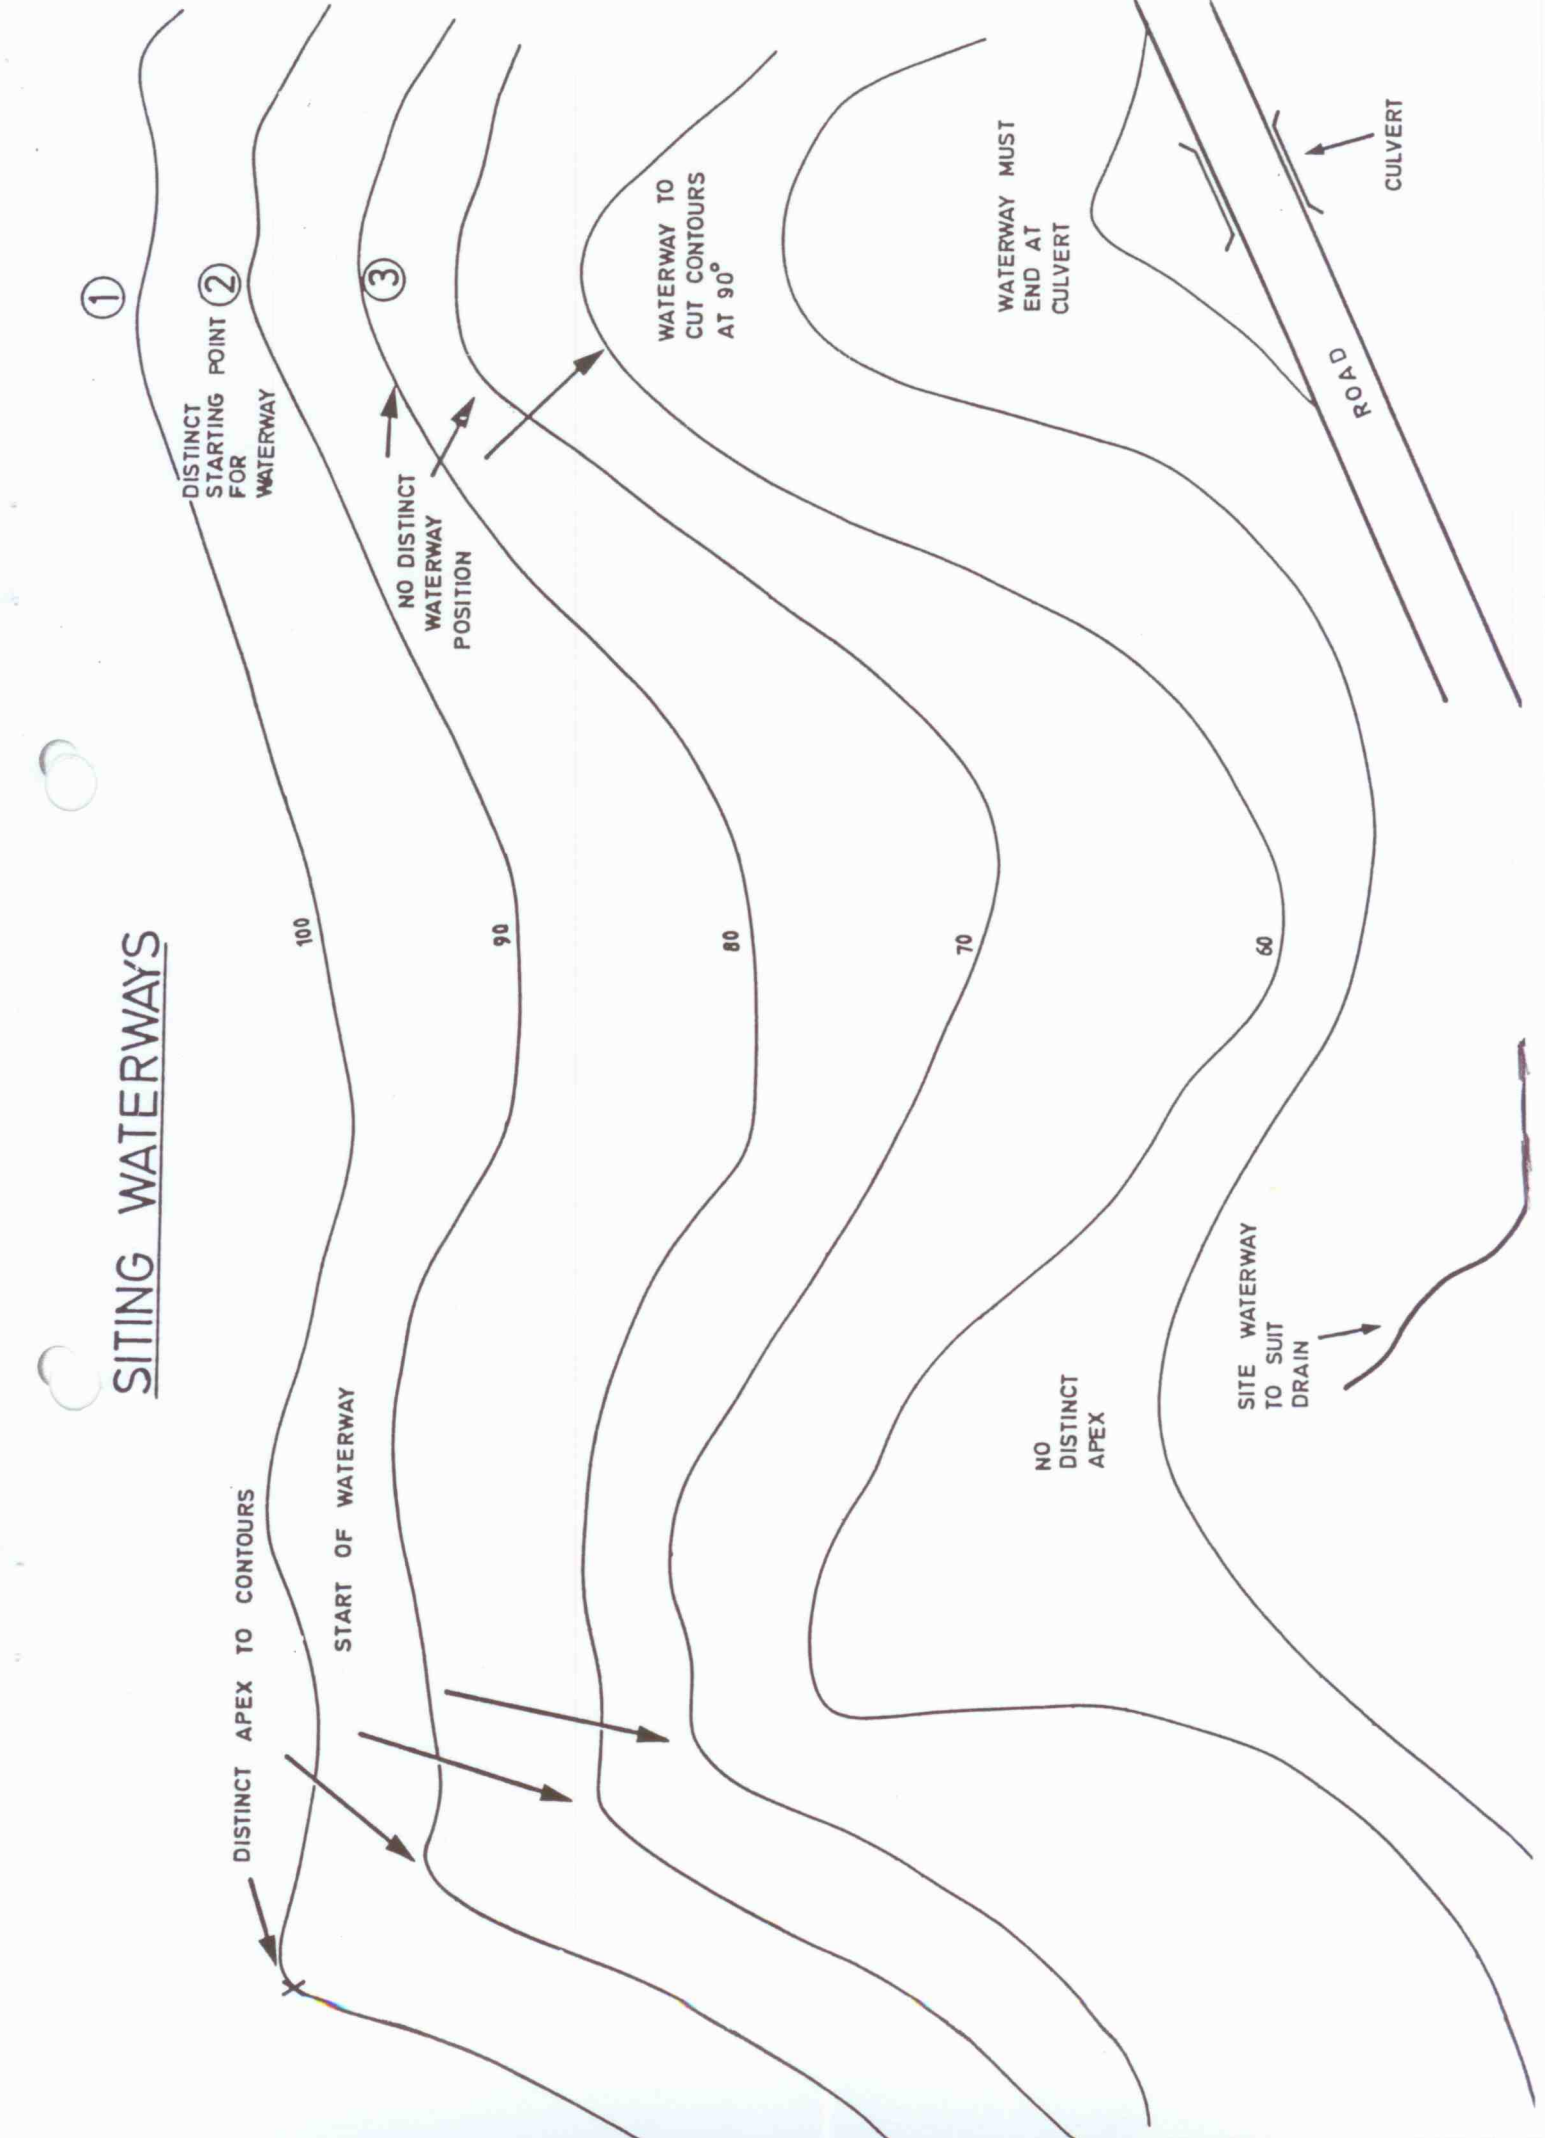 SITING WATERWAYS
DISTINCT APEX TO CONTOURS
START OF WATERWAY
100
90
80
70
60
DISTINCT
STARTING POINT
FOR
WATERWAY
1
2
3
NO DISTINCT
WATERWAY
POSITION
WATERWAY TO
CUT CONTOURS
AT 90°
WATERWAY MUST
END AT
CULVERT
NO
DISTINCT
APEX
SITE WATERWAY
TO SUIT
DRAIN
ROAD
CULVERT